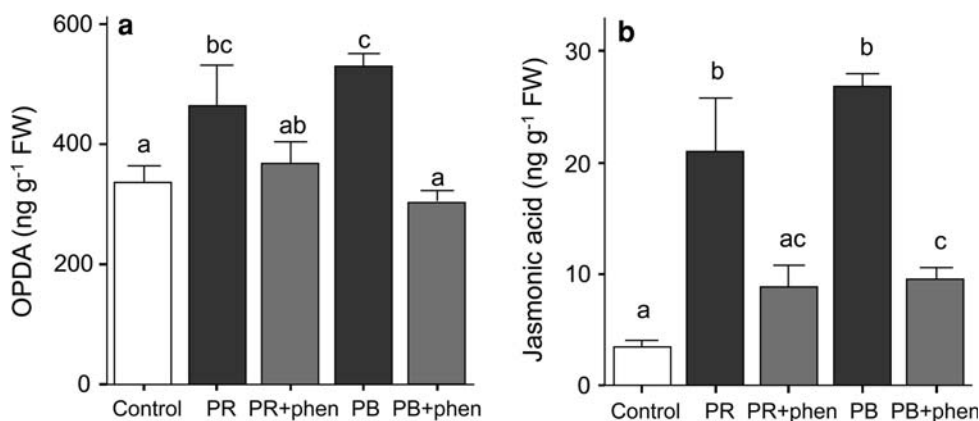 a
OPDA (ng g⁻¹ FW)
600
400
200
0
a
bc
ab
c
a
Control PR PR+phen PB PB+phen
b
Jasmonic acid (ng g⁻¹ FW)
30
20
10
0
a
b
ac
b
c
Control PR PR+phen PB PB+phen